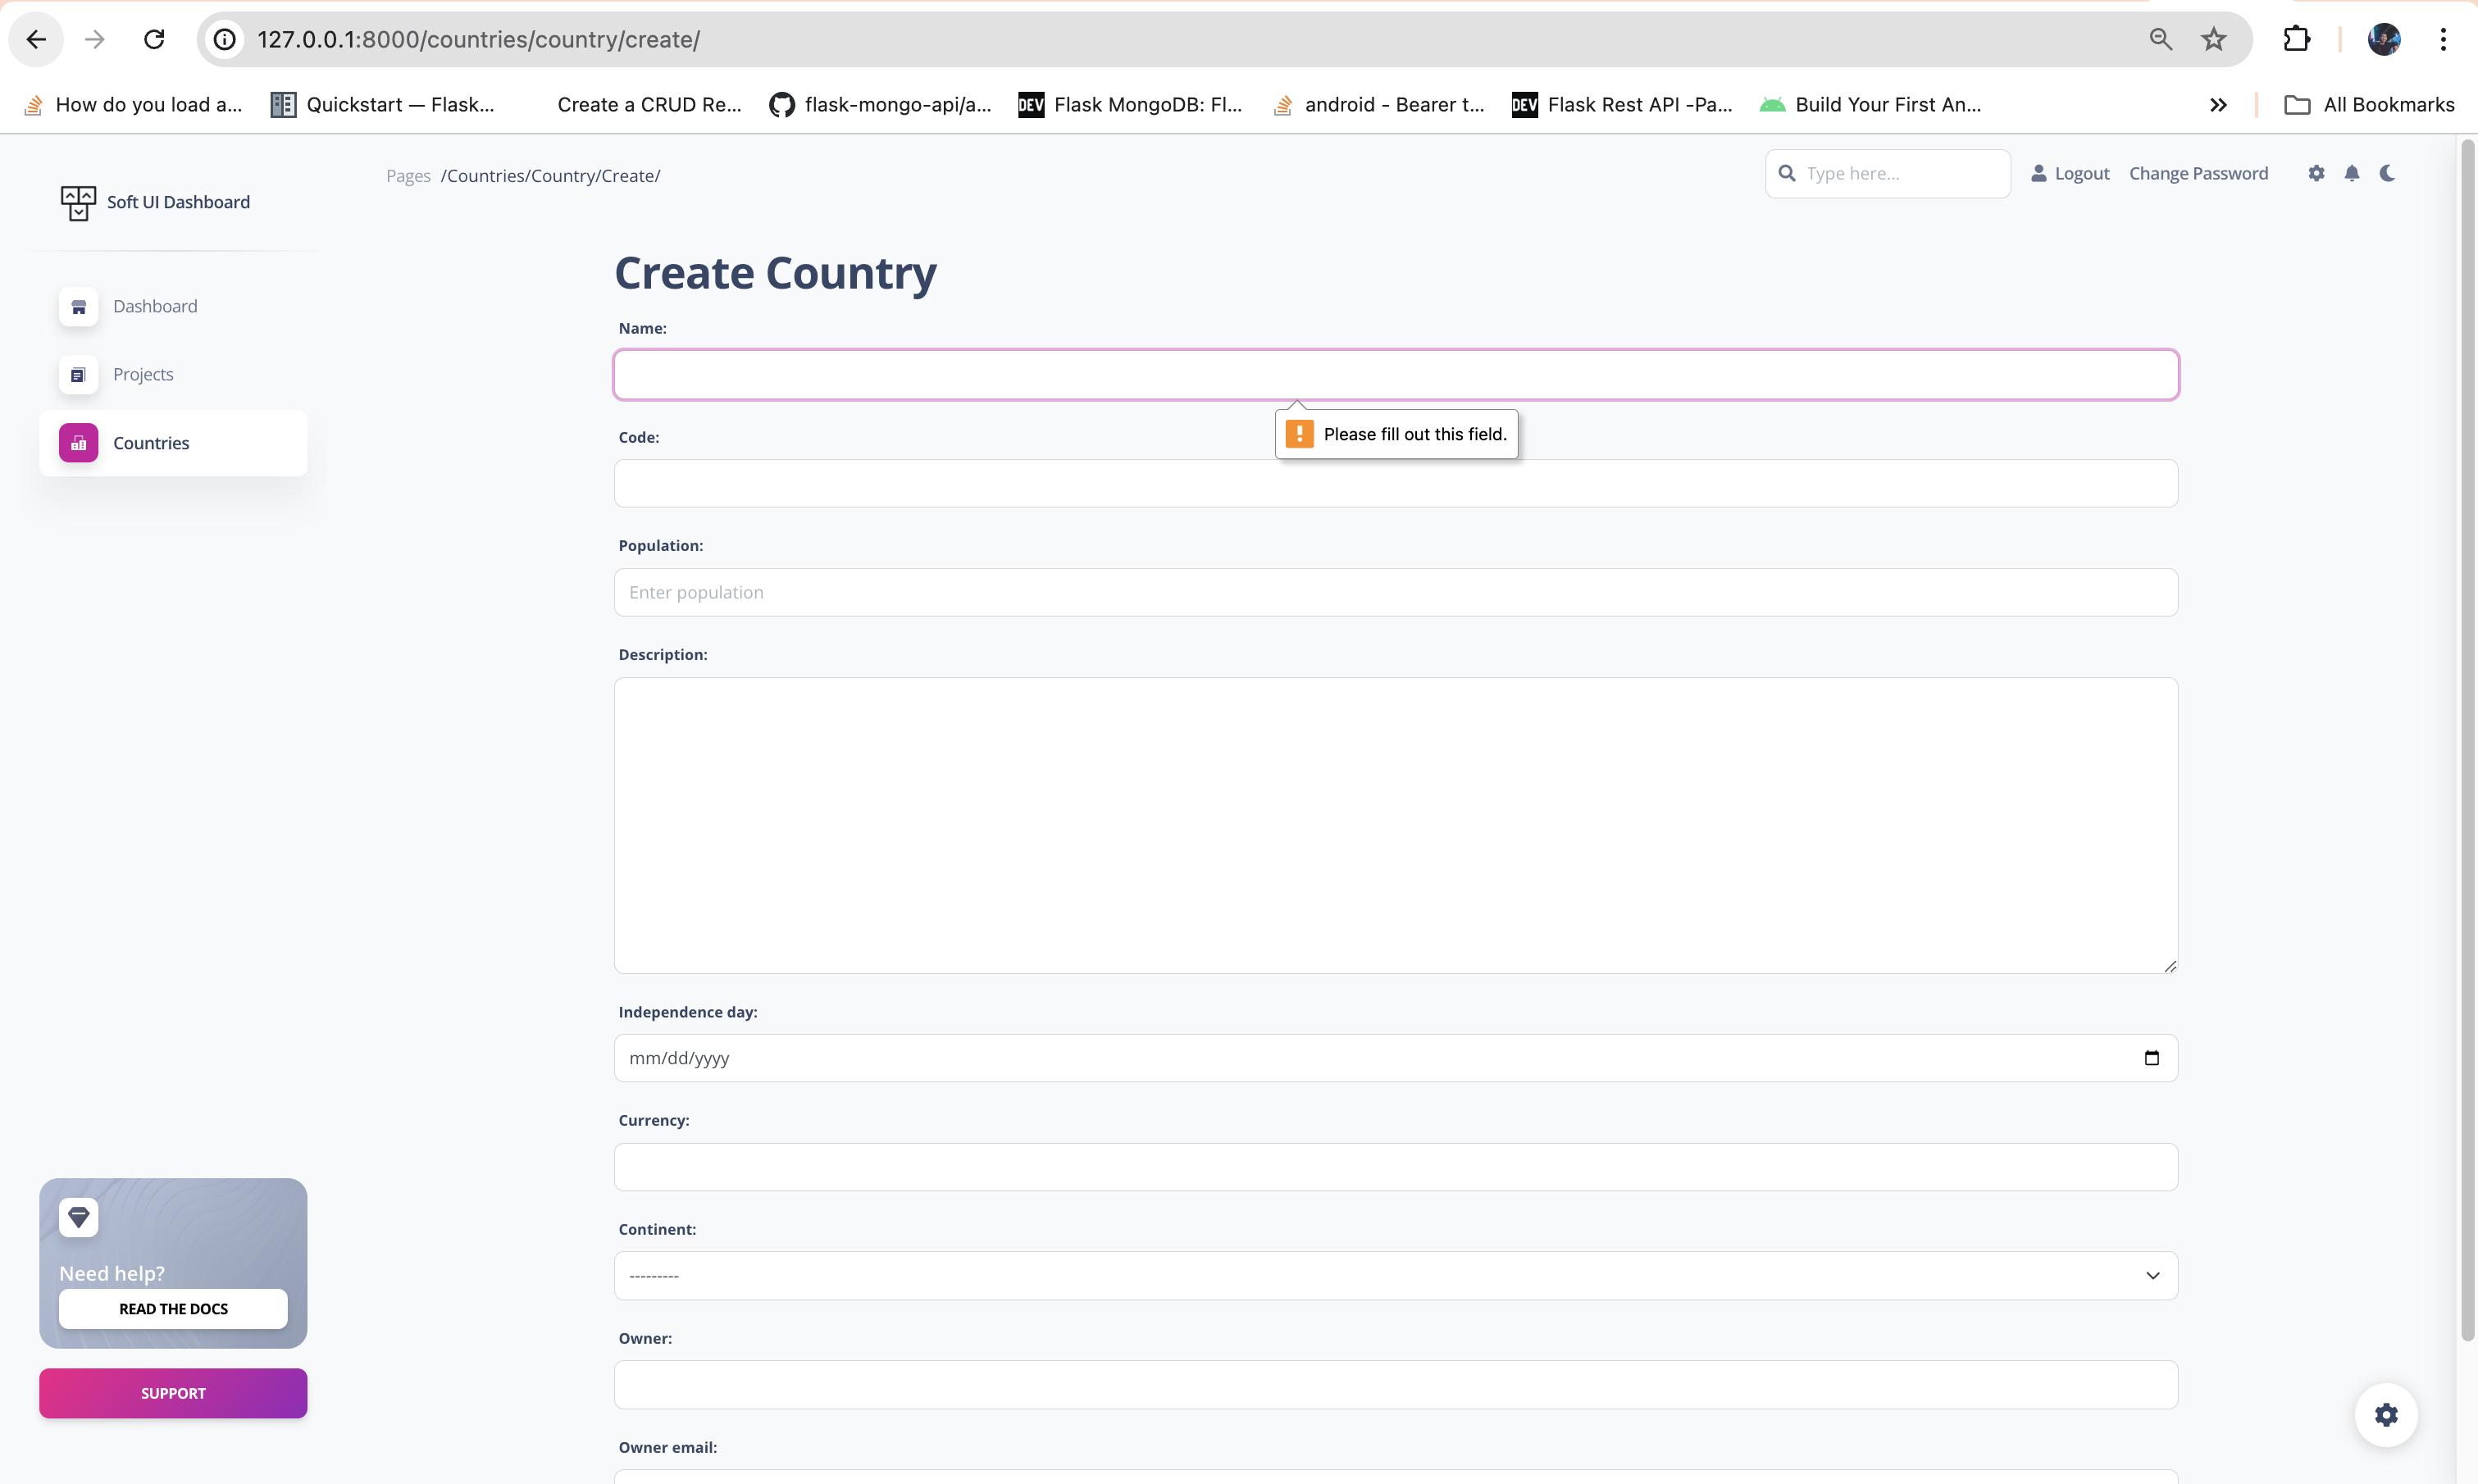 127.0.0.1:8000/countries/country/create/
How do you load a...
Quickstart — Flask...
Create a CRUD Re...
flask-mongo-api/a...
DEV Flask MongoDB: Fl...
android - Bearer t...
DEV Flask Rest API -Pa...
Build Your First An...
All Bookmarks
Soft UI Dashboard
Pages /Countries/Country/Create/
Type here...
Logout
Change Password
Dashboard
Projects
Countries
Create Country
Name:
Please fill out this field.
Code:
Population:
Enter population
Description:
Independence day:
mm/dd/yyyy
Currency:
Continent:
---------
Owner:
Owner email:
Need help?
READ THE DOCS
SUPPORT